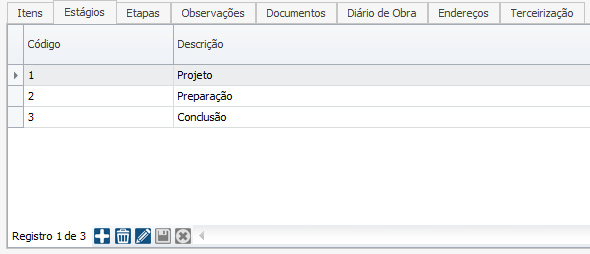 Itens Estágios Etapas Observações Documentos Diário de Obra Endereços Terceirização
Código Descrição
1 Projeto
2 Preparação
3 Conclusão
Registro 1 de 3